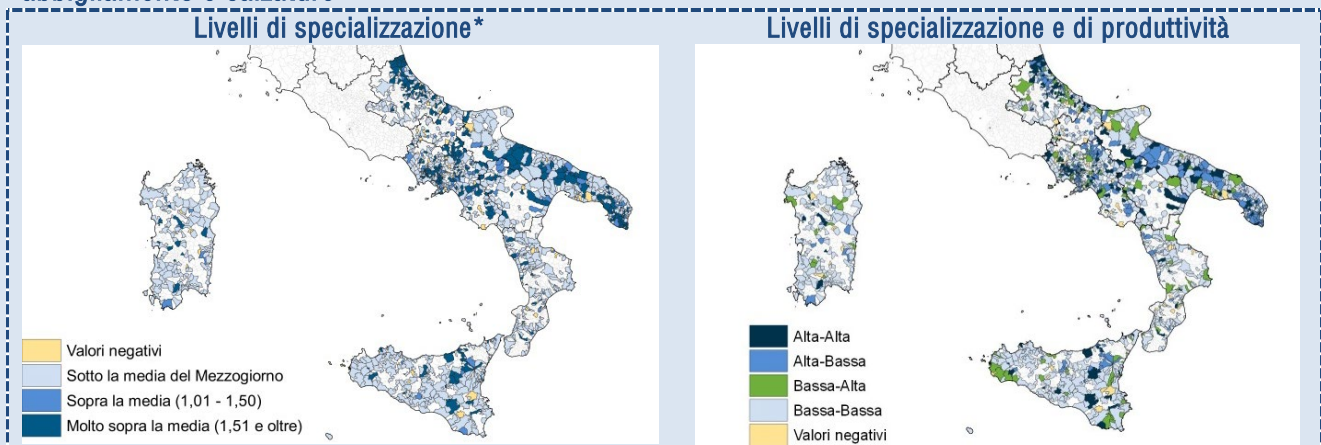 Livelli di specializzazione*
Livelli di specializzazione e di produttività
Valori negativi
Sotto la media del Mezzogiorno
Sopra la media (1,01 - 1,50)
Molto sopra la media (1,51 e oltre)
Alta-Alta
Alta-Bassa
Bassa-Alta
Bassa-Bassa
Valori negativi